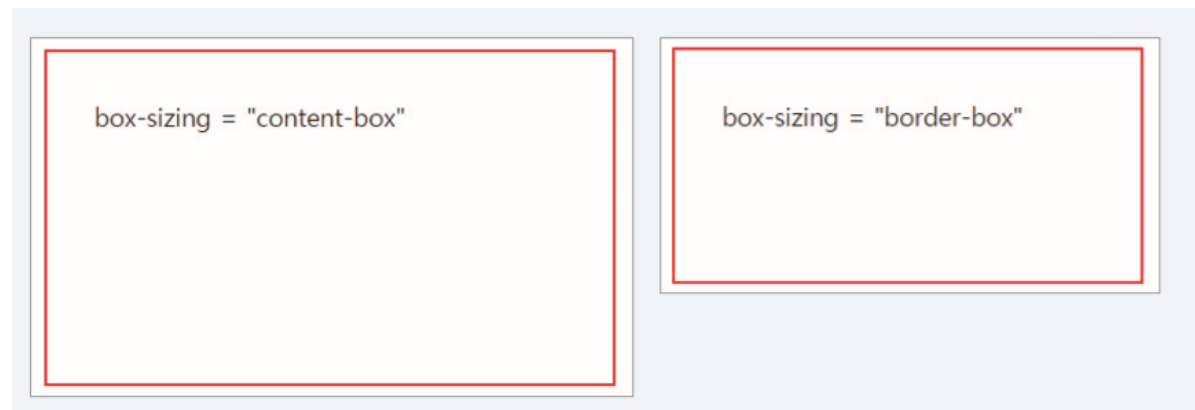 box-sizing = "content-box"
box-sizing = "border-box"